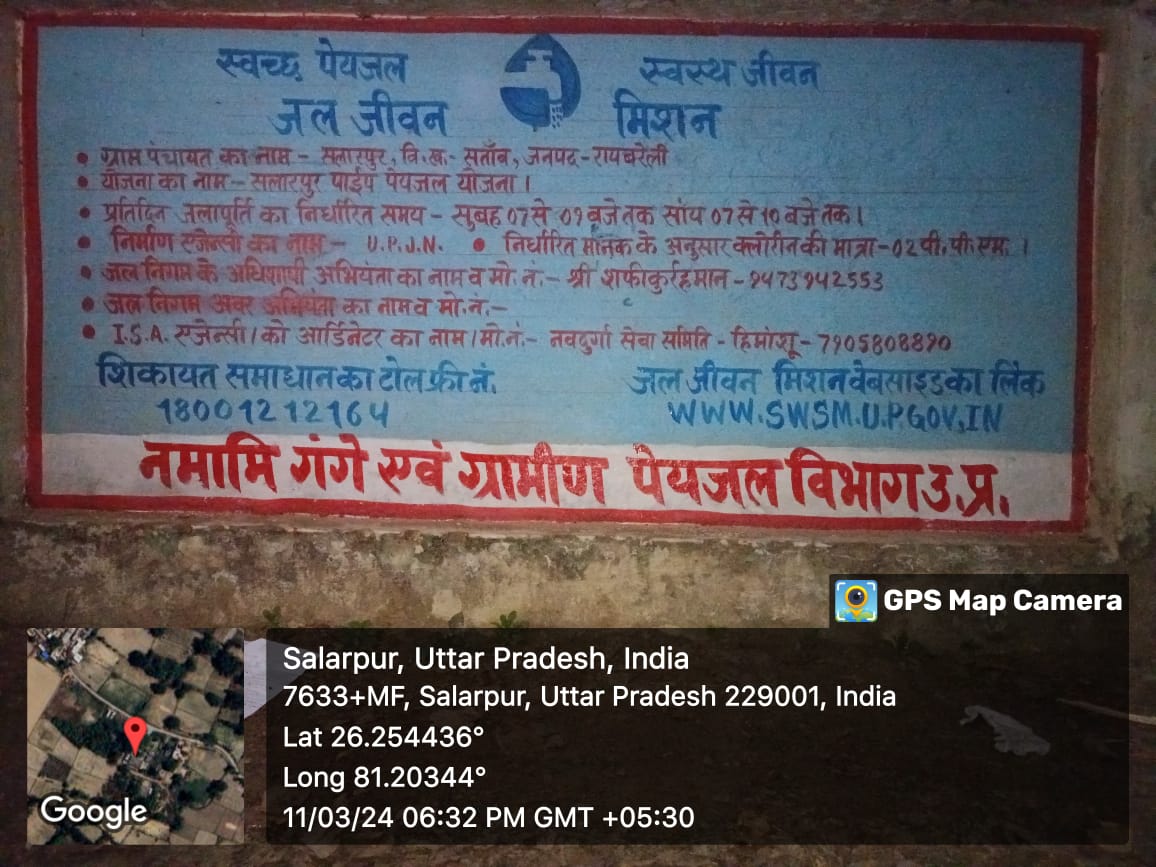 स्वच्छ पेयजल स्वस्थ जीवन
जल जीवन मिशन
• ग्राम पंचायत का नाम - सलारपुर, वि.ख.- सताँव, जनपद - रायबरेली
• योजना का नाम - सलारपुर पाईप पेयजल योजना।
• प्रतिदिन जलापूर्ति का निर्धारित समय - सुबह 07 से 09 बजे तक सांय 07 से 10 बजे तक।
• निर्माण एजेन्सी का नाम - U.P.J.N. • निर्धारित मानक के अनुसार क्लोरीन की मात्रा - 02 पी.पी.एम.।
• जल निगम के अधिशाषी अभियंता का नाम व मो.नं.- श्री शफीकुर्रहमान - 9473942553
• जल निगम अवर अभियंता का नाम व मो.नं.-
• I.S.A. एजेन्सी/को आर्डिनेटर का नाम/मो.नं.- नवदुर्गा सेवा समिति - हिमांशू - 7905808890
शिकायत समाधान का टोल फ्री नं. जल जीवन मिशन वेबसाइड का लिंक
18001212164 WWW.SWSM.U.P.GOV.IN
नमामि गंगे एवं ग्रामीण पेयजल विभाग उ.प्र.
GPS Map Camera
Salarpur, Uttar Pradesh, India
7633+MF, Salarpur, Uttar Pradesh 229001, India
Lat 26.254436°
Long 81.20344°
11/03/24 06:32 PM GMT +05:30
Google